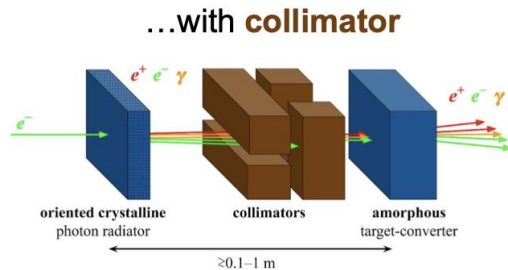 ...with collimator
e⁺ e⁻ γ
e⁻
e⁺ e⁻ γ
oriented crystalline
photon radiator
collimators
amorphous
target-converter
≥0.1–1 m